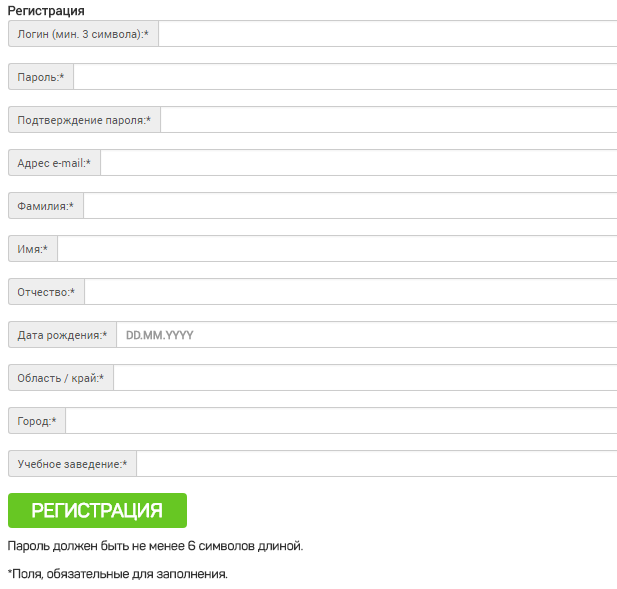 Регистрация
Логин (мин. 3 символа):*
Пароль:*
Подтверждение пароля:*
Адрес e-mail:*
Фамилия:*
Имя:*
Отчество:*
Дата рождения:* DD.MM.YYYY
Область / край:*
Город:*
Учебное заведение:*
РЕГИСТРАЦИЯ
Пароль должен быть не менее 6 символов длиной.
*Поля, обязательные для заполнения.